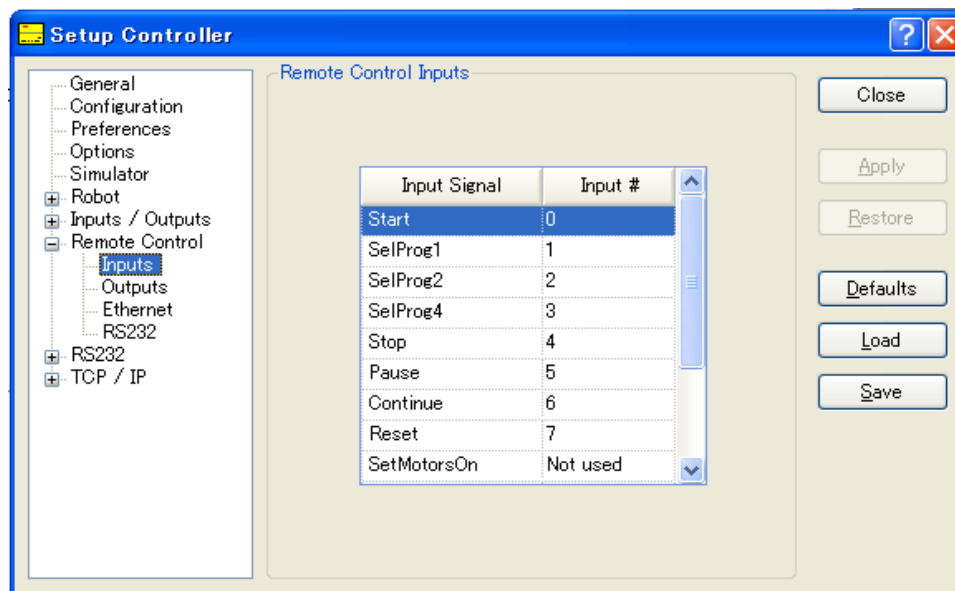 Setup Controller
General
Configuration
Preferences
Options
Simulator
Robot
Inputs / Outputs
Remote Control
Inputs
Outputs
Ethernet
RS232
RS232
TCP / IP
Remote Control Inputs
Input Signal Input #
Start 0
SelProg1 1
SelProg2 2
SelProg4 3
Stop 4
Pause 5
Continue 6
Reset 7
SetMotorsOn Not used
Close
Apply
Restore
Defaults
Load
Save